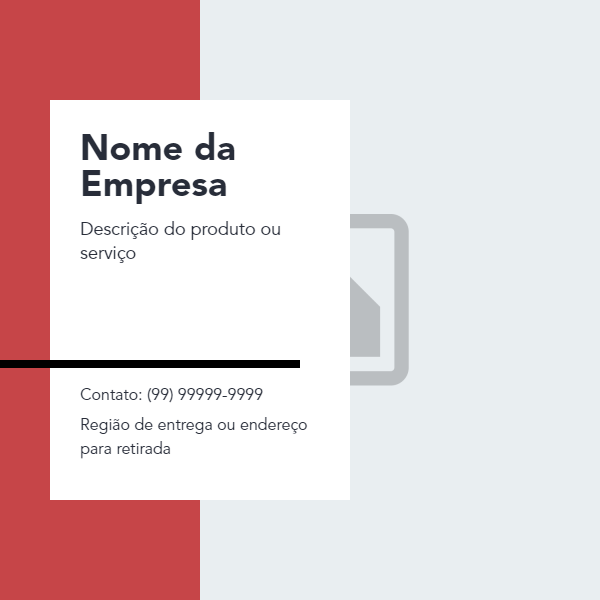 Nome da
Empresa
Descrição do produto ou
serviço
Contato: (99) 99999-9999
Região de entrega ou endereço
para retirada